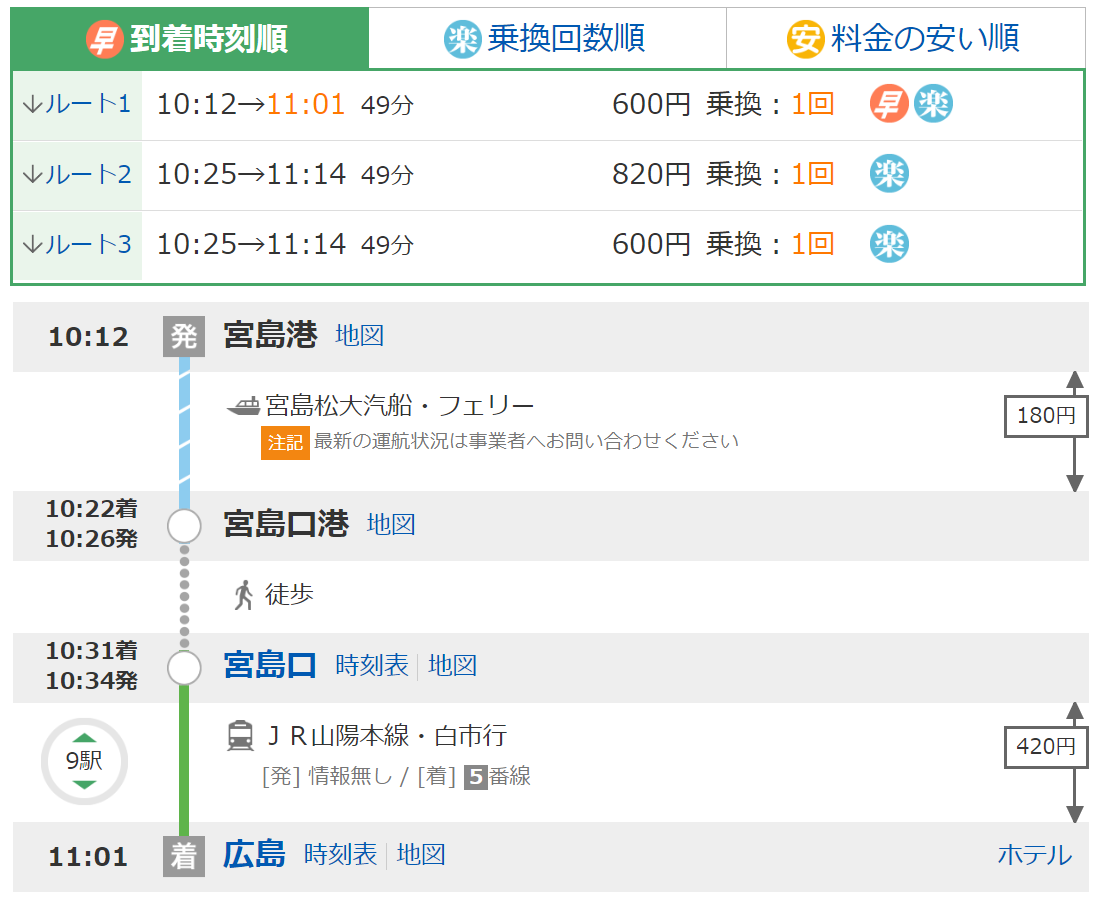 早 到着時刻順 楽 乗換回数順 安 料金の安い順
↓ルート1 10:12→11:01 49分 600円 乗換：1回 早 楽
↓ルート2 10:25→11:14 49分 820円 乗換：1回 楽
↓ルート3 10:25→11:14 49分 600円 乗換：1回 楽
10:12 発 宮島港 地図
宮島松大汽船・フェリー
180円
注記 最新の運航状況は事業者へお問い合わせください
10:22着
10:26発
宮島口港 地図
徒歩
10:31着
10:34発
宮島口 時刻表 地図
ＪＲ山陽本線・白市行
9駅
420円
[発] 情報無し / [着] 5番線
11:01 着 広島 時刻表 地図 ホテル